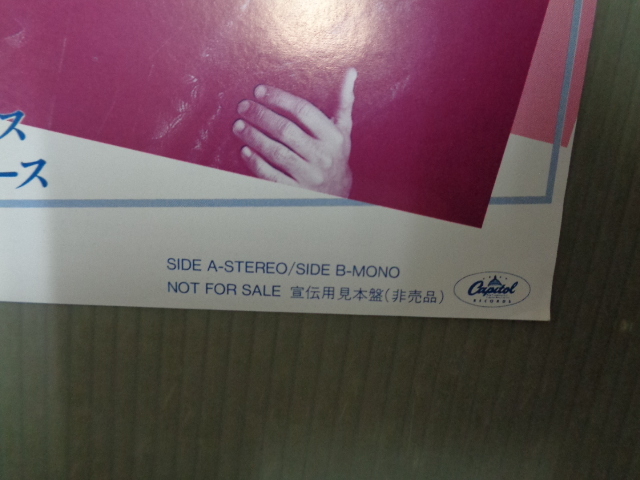 ス
ース
SIDE A-STEREO/SIDE B-MONO
NOT FOR SALE 宣伝用見本盤(非売品)
Capitol
RECORDS